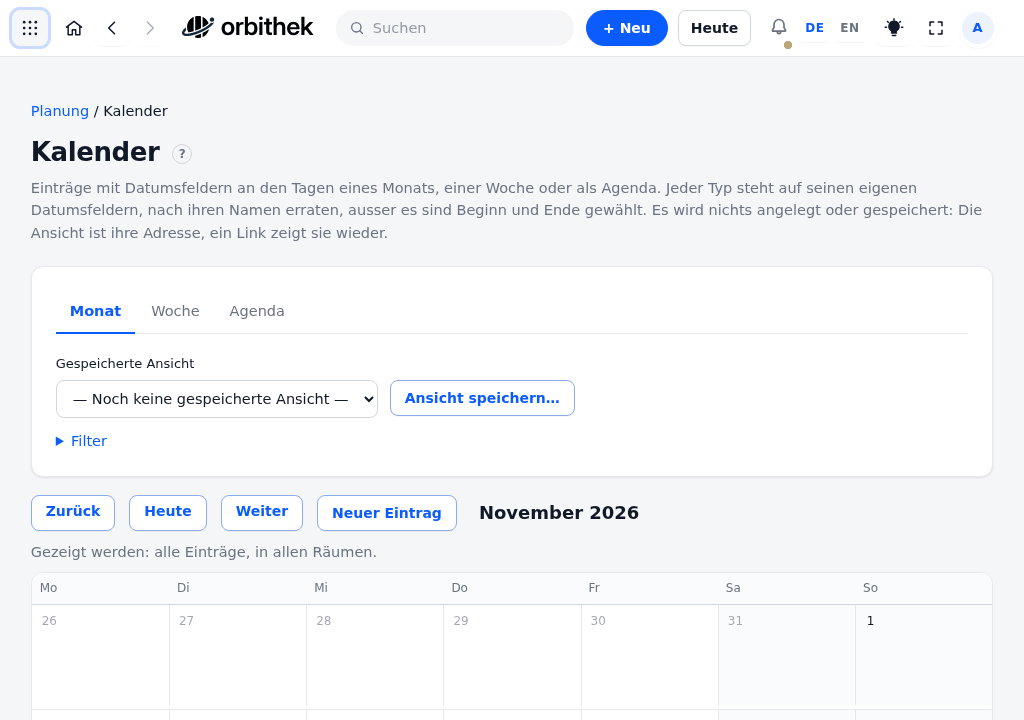 orbithek
Suchen
+ Neu
Heute
DE
EN
A
Planung / Kalender
Kalender ?
Einträge mit Datumsfeldern an den Tagen eines Monats, einer Woche oder als Agenda. Jeder Typ steht auf seinen eigenen
Datumsfeldern, nach ihren Namen erraten, ausser es sind Beginn und Ende gewählt. Es wird nichts angelegt oder gespeichert: Die
Ansicht ist ihre Adresse, ein Link zeigt sie wieder.
Monat
Woche
Agenda
Gespeicherte Ansicht
— Noch keine gespeicherte Ansicht —
Ansicht speichern…
Filter
Zurück
Heute
Weiter
Neuer Eintrag
November 2026
Gezeigt werden: alle Einträge, in allen Räumen.
Mo Di Mi Do Fr Sa So
26 27 28 29 30 31 1